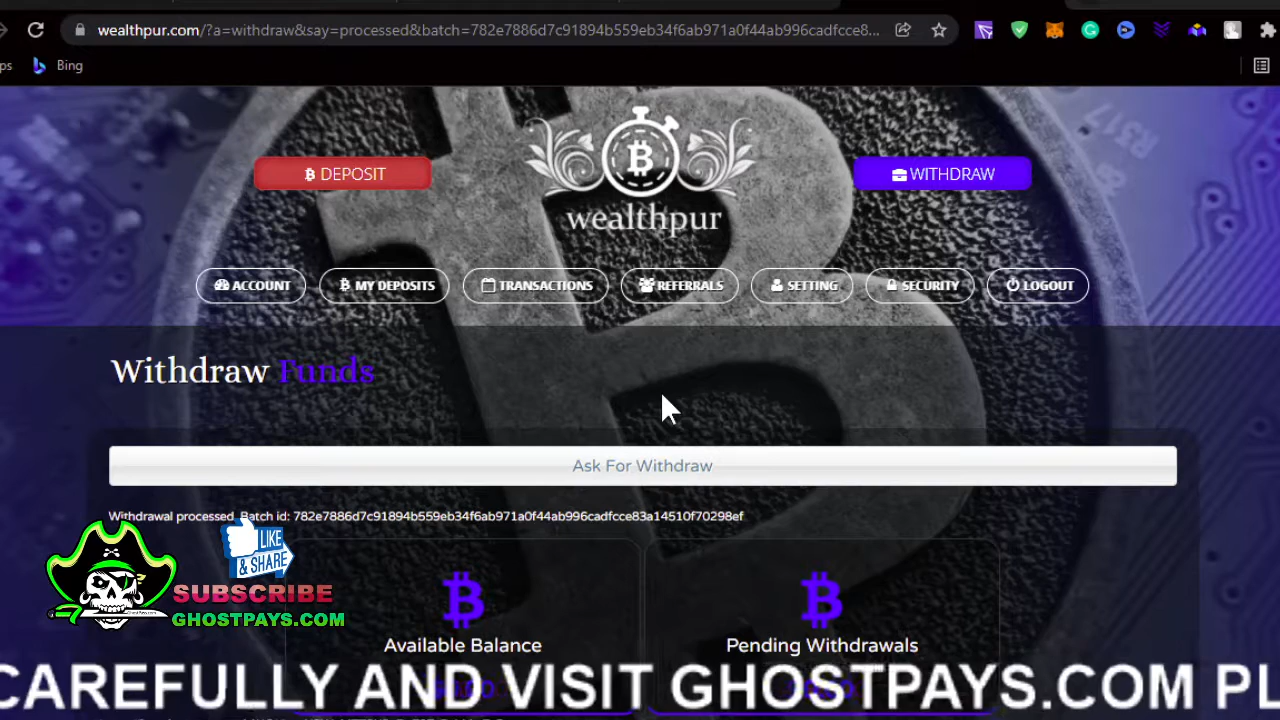 wealthpur.com/?a=withdraw&say=processed&batch=782e7886d7c91894b559eb34f6ab971a0f44ab996cadfcce8...
ps Bing
DEPOSIT
WITHDRAW
wealthpur
ACCOUNT MY DEPOSITS TRANSACTIONS REFERRALS SETTING SECURITY LOGOUT
Withdraw Funds
Ask For Withdraw
Withdrawal processed. Batch id: 782e7886d7c91894b559eb34f6ab971a0f44ab996cadfcce83a14510f70298ef
LIKE
& SHARE
SUBSCRIBE
GHOSTPAYS.COM
Available Balance
Pending Withdrawals
CAREFULLY AND VISIT GHOSTPAYS.COM PL